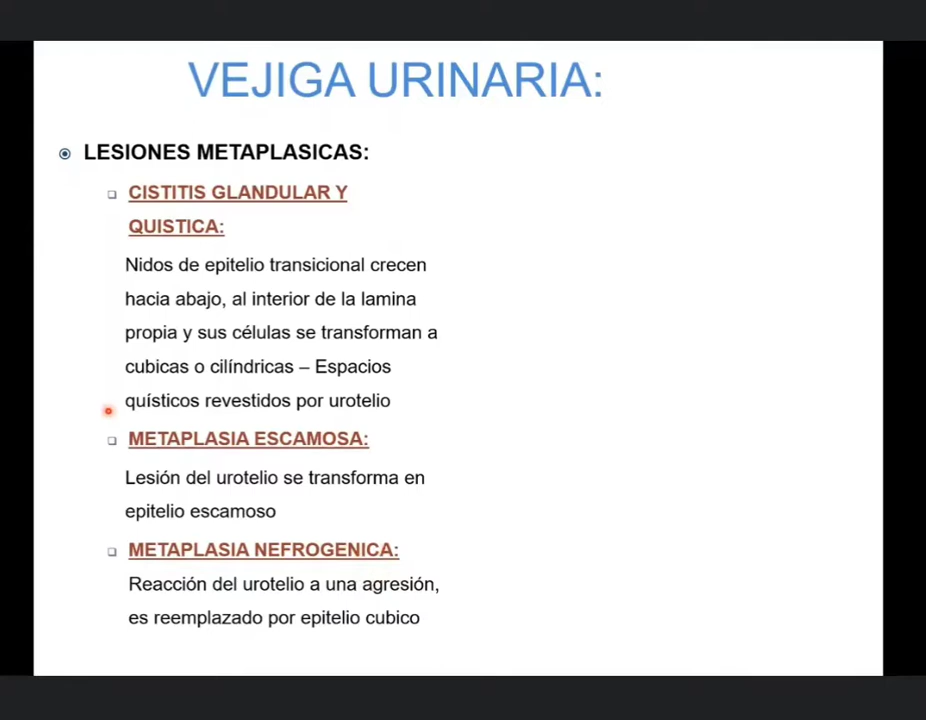 VEJIGA URINARIA:
LESIONES METAPLASICAS:
CISTITIS GLANDULAR Y
QUISTICA:
Nidos de epitelio transicional crecen
hacia abajo, al interior de la lamina
propia y sus células se transforman a
cubicas o cilíndricas – Espacios
quísticos revestidos por urotelio
METAPLASIA ESCAMOSA:
Lesión del urotelio se transforma en
epitelio escamoso
METAPLASIA NEFROGENICA:
Reacción del urotelio a una agresión,
es reemplazado por epitelio cubico